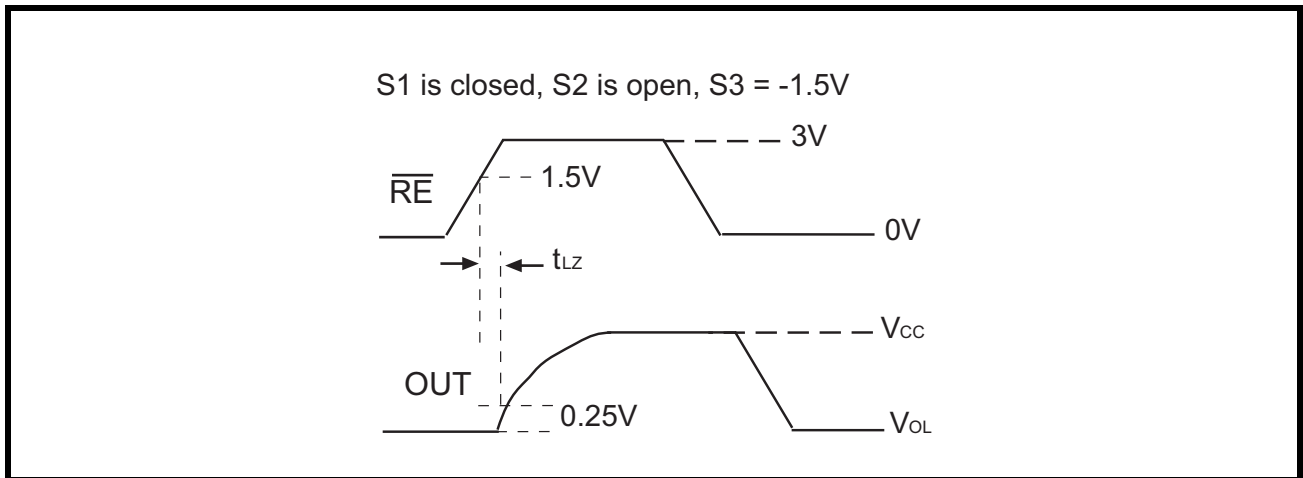 S1 is closed, S2 is open, S3 = -1.5V
3V
1.5V
RE
0V
tLZ
VCC
OUT
0.25V
VOL